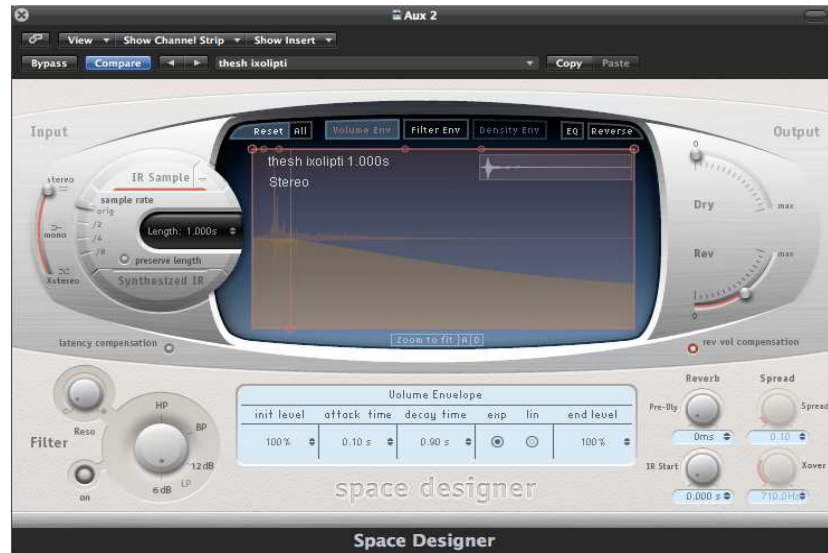 Aux 2
View Show Channel Strip Show Insert
Bypass Compare thesh ixolipti Copy Paste
Input
Reset All Volume Env Filter Env Density Env EQ Reverse
Output
thesh ixolipti 1.000s
Stereo
stereo
mono
Xstereo
IR Sample
sample rate
orig
/2
/4
/8
Length: 1.000s
preserve length
Synthesized IR
0
Dry
max
Rev
max
0
Zoom to fit A D
latency compensation
rev vol compensation
Reso
Filter
on
HP
BP
12dB
LP
6dB
Volume Envelope
init level attack time decay time exp lin end level
100% 0.10 s 0.90 s 100%
space designer
Reverb Spread
Pre-Dly Spread
0ms 0.10
IR Start Xover
0.000 s 710.0Hz
Space Designer